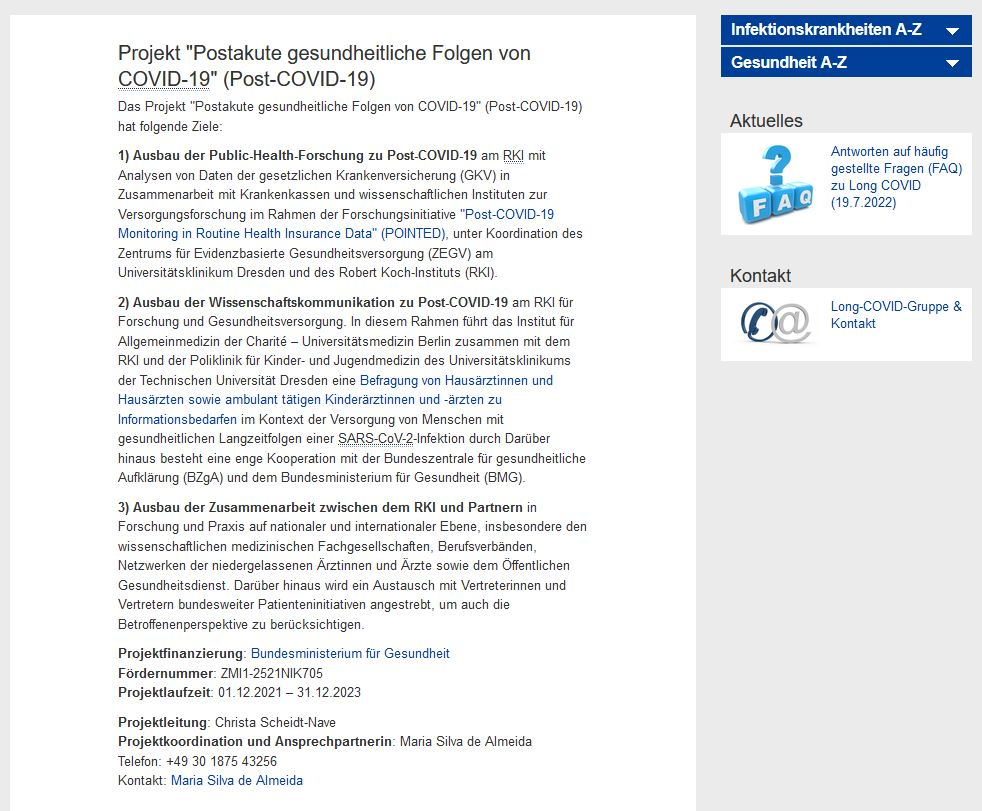 Projekt "Postakute gesundheitliche Folgen von
COVID-19" (Post-COVID-19)
Das Projekt "Postakute gesundheitliche Folgen von COVID-19" (Post-COVID-19)
hat folgende Ziele:
1) Ausbau der Public-Health-Forschung zu Post-COVID-19 am RKI mit
Analysen von Daten der gesetzlichen Krankenversicherung (GKV) in
Zusammenarbeit mit Krankenkassen und wissenschaftlichen Instituten zur
Versorgungsforschung im Rahmen der Forschungsinitiative "Post-COVID-19
Monitoring in Routine Health Insurance Data" (POINTED), unter Koordination des
Zentrums für Evidenzbasierte Gesundheitsversorgung (ZEGV) am
Universitätsklinikum Dresden und des Robert Koch-Instituts (RKI).
2) Ausbau der Wissenschaftskommunikation zu Post-COVID-19 am RKI für
Forschung und Gesundheitsversorgung. In diesem Rahmen führt das Institut für
Allgemeinmedizin der Charité – Universitätsmedizin Berlin zusammen mit dem
RKI und der Poliklinik für Kinder- und Jugendmedizin des Universitätsklinikums
der Technischen Universität Dresden eine Befragung von Hausärztinnen und
Hausärzten sowie ambulant tätigen Kinderärztinnen und -ärzten zu
Informationsbedarfen im Kontext der Versorgung von Menschen mit
gesundheitlichen Langzeitfolgen einer SARS-CoV-2-Infektion durch Darüber
hinaus besteht eine enge Kooperation mit der Bundeszentrale für gesundheitliche
Aufklärung (BZgA) und dem Bundesministerium für Gesundheit (BMG).
3) Ausbau der Zusammenarbeit zwischen dem RKI und Partnern in
Forschung und Praxis auf nationaler und internationaler Ebene, insbesondere den
wissenschaftlichen medizinischen Fachgesellschaften, Berufsverbänden,
Netzwerken der niedergelassenen Ärztinnen und Ärzte sowie dem Öffentlichen
Gesundheitsdienst. Darüber hinaus wird ein Austausch mit Vertreterinnen und
Vertretern bundesweiter Patienteninitiativen angestrebt, um auch die
Betroffenenperspektive zu berücksichtigen.
Projektfinanzierung: Bundesministerium für Gesundheit
Fördernummer: ZMI1-2521NIK705
Projektlaufzeit: 01.12.2021 – 31.12.2023
Projektleitung: Christa Scheidt-Nave
Projektkoordination und Ansprechpartnerin: Maria Silva de Almeida
Telefon: +49 30 1875 43256
Kontakt: Maria Silva de Almeida
Infektionskrankheiten A-Z
Gesundheit A-Z
Aktuelles
FAQ
Antworten auf häufig
gestellte Fragen (FAQ)
zu Long COVID
(19.7.2022)
Kontakt
@
Long-COVID-Gruppe &
Kontakt